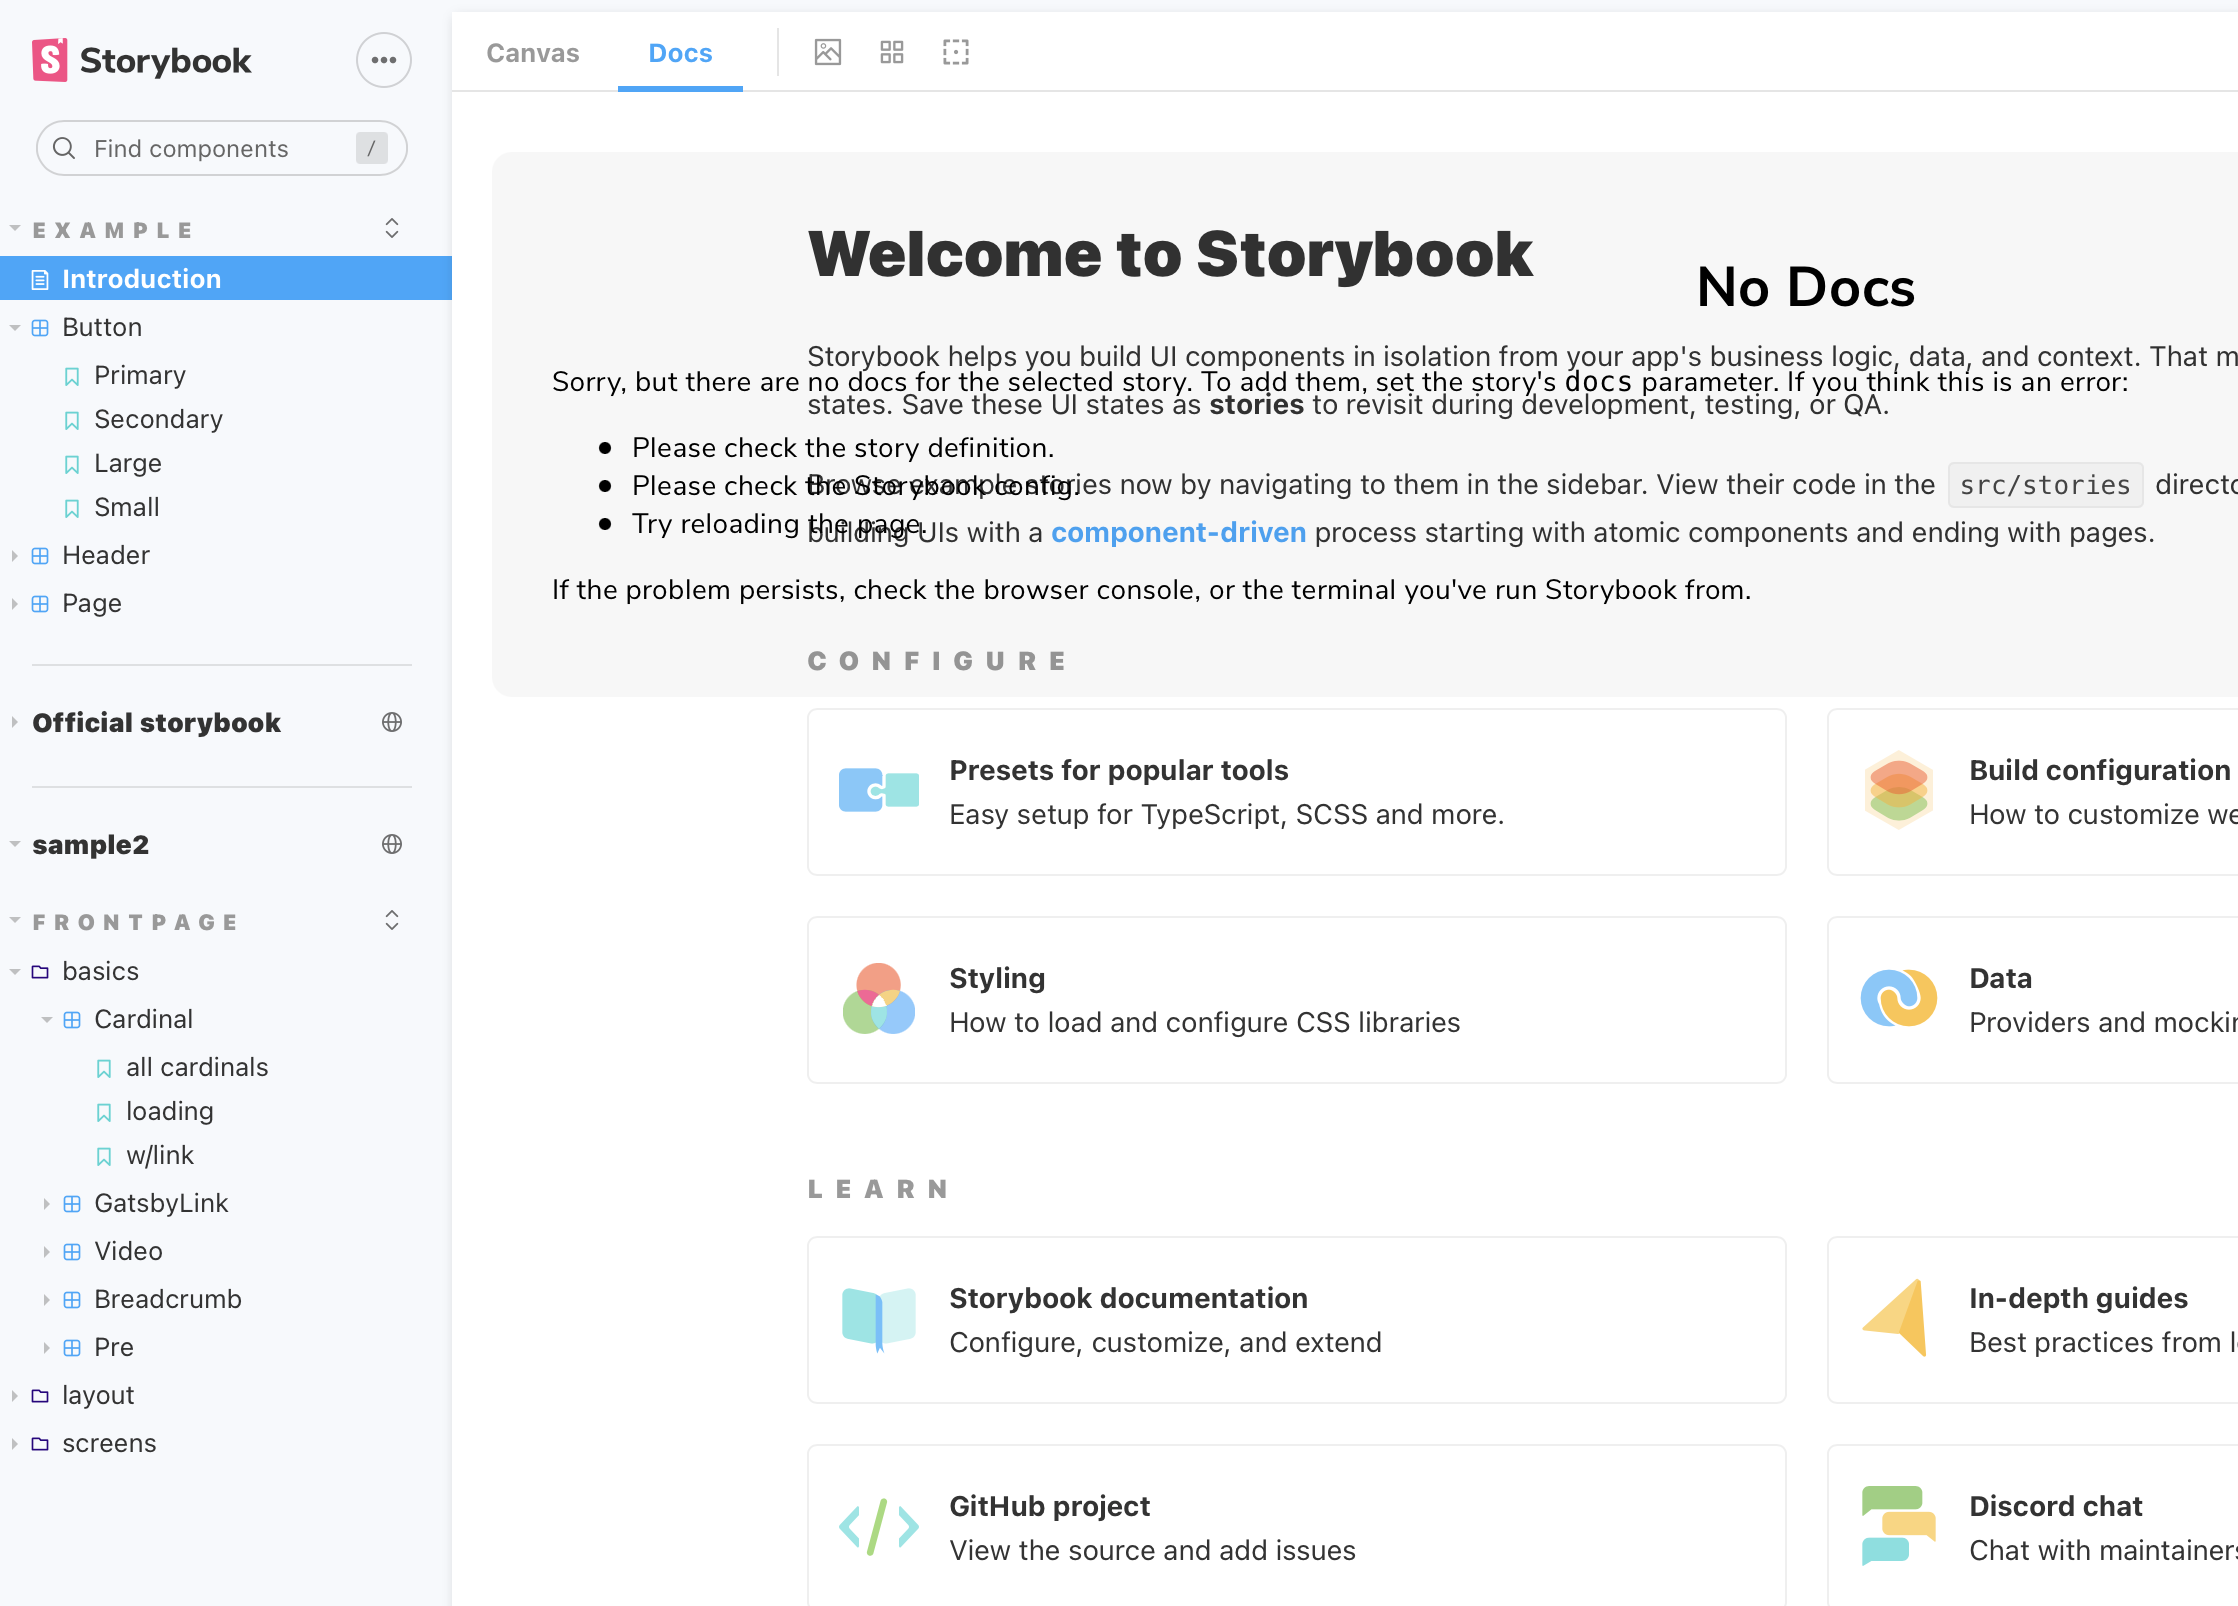 Storybook
Find components
/
EXAMPLE
Introduction
Button
Primary
Secondary
Large
Small
Header
Page
Official storybook
sample2
FRONTPAGE
basics
Cardinal
all cardinals
loading
w/link
GatsbyLink
Video
Breadcrumb
Pre
layout
screens
Canvas
Docs
Welcome to Storybook
No Docs
Storybook helps you build UI components in isolation from your app's business logic, data, and context. That m
Sorry, but there are no docs for the selected story. To add them, set the story's docs parameter. If you think this is an error:
states. Save these UI states as stories to revisit during development, testing, or QA.
Please check the story definition.
Please check the Storybook config.
Browse example stories now by navigating to them in the sidebar. View their code in the src/stories directo
Try reloading the page.
building UIs with a component-driven process starting with atomic components and ending with pages.
If the problem persists, check the browser console, or the terminal you've run Storybook from.
CONFIGURE
Presets for popular tools
Easy setup for TypeScript, SCSS and more.
Build configuration
How to customize we
Styling
How to load and configure CSS libraries
Data
Providers and mockin
LEARN
Storybook documentation
Configure, customize, and extend
In-depth guides
Best practices from l
GitHub project
View the source and add issues
Discord chat
Chat with maintainers